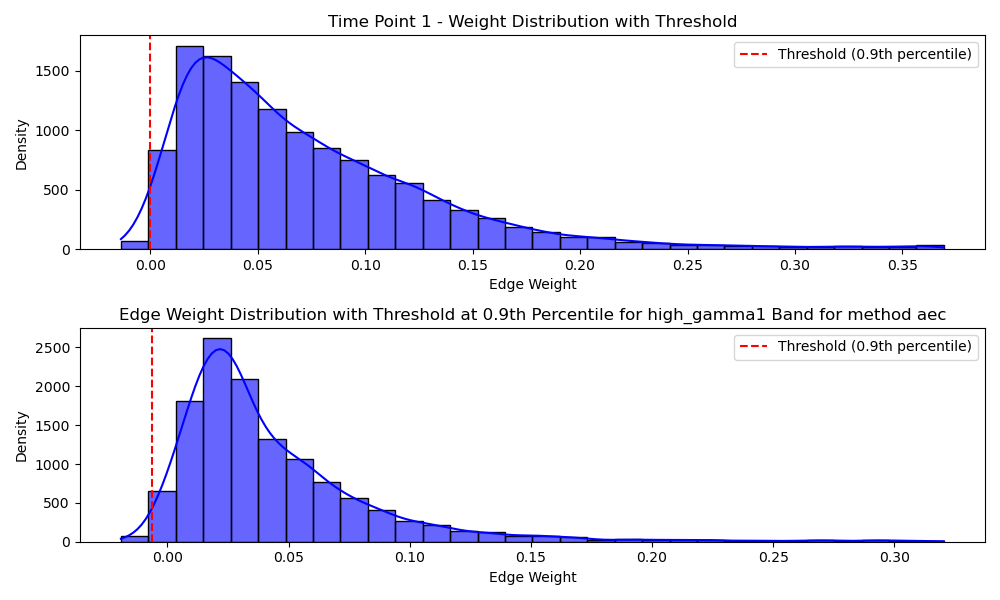 Time Point 1 - Weight Distribution with Threshold
Threshold (0.9th percentile)
1500
1000
500
0
Density
0.00 0.05 0.10 0.15 0.20 0.25 0.30 0.35
Edge Weight
Edge Weight Distribution with Threshold at 0.9th Percentile for high_gamma1 Band for method aec
Threshold (0.9th percentile)
2500
2000
1500
1000
500
0
Density
0.00 0.05 0.10 0.15 0.20 0.25 0.30
Edge Weight